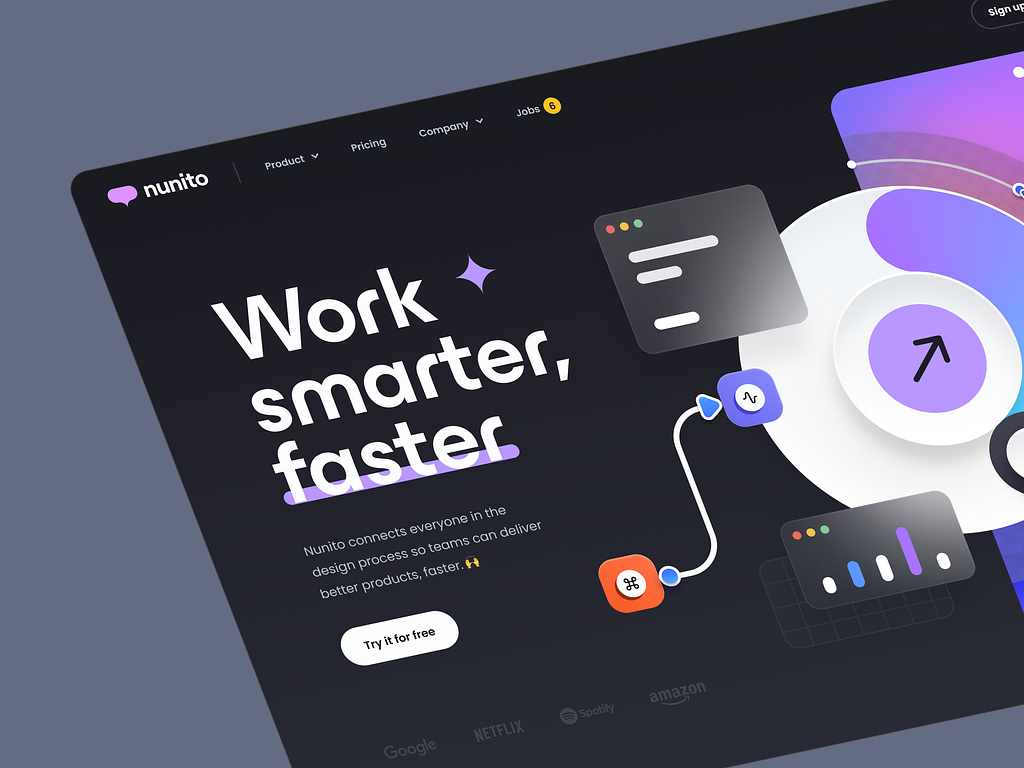 nunito
Product
Pricing
Company
Jobs
6
Sign up
Work
smarter,
faster
Nunito connects everyone in the
design process so teams can deliver
better products, faster. 🙌
Try it for free
Google
NETFLIX
Spotify
amazon